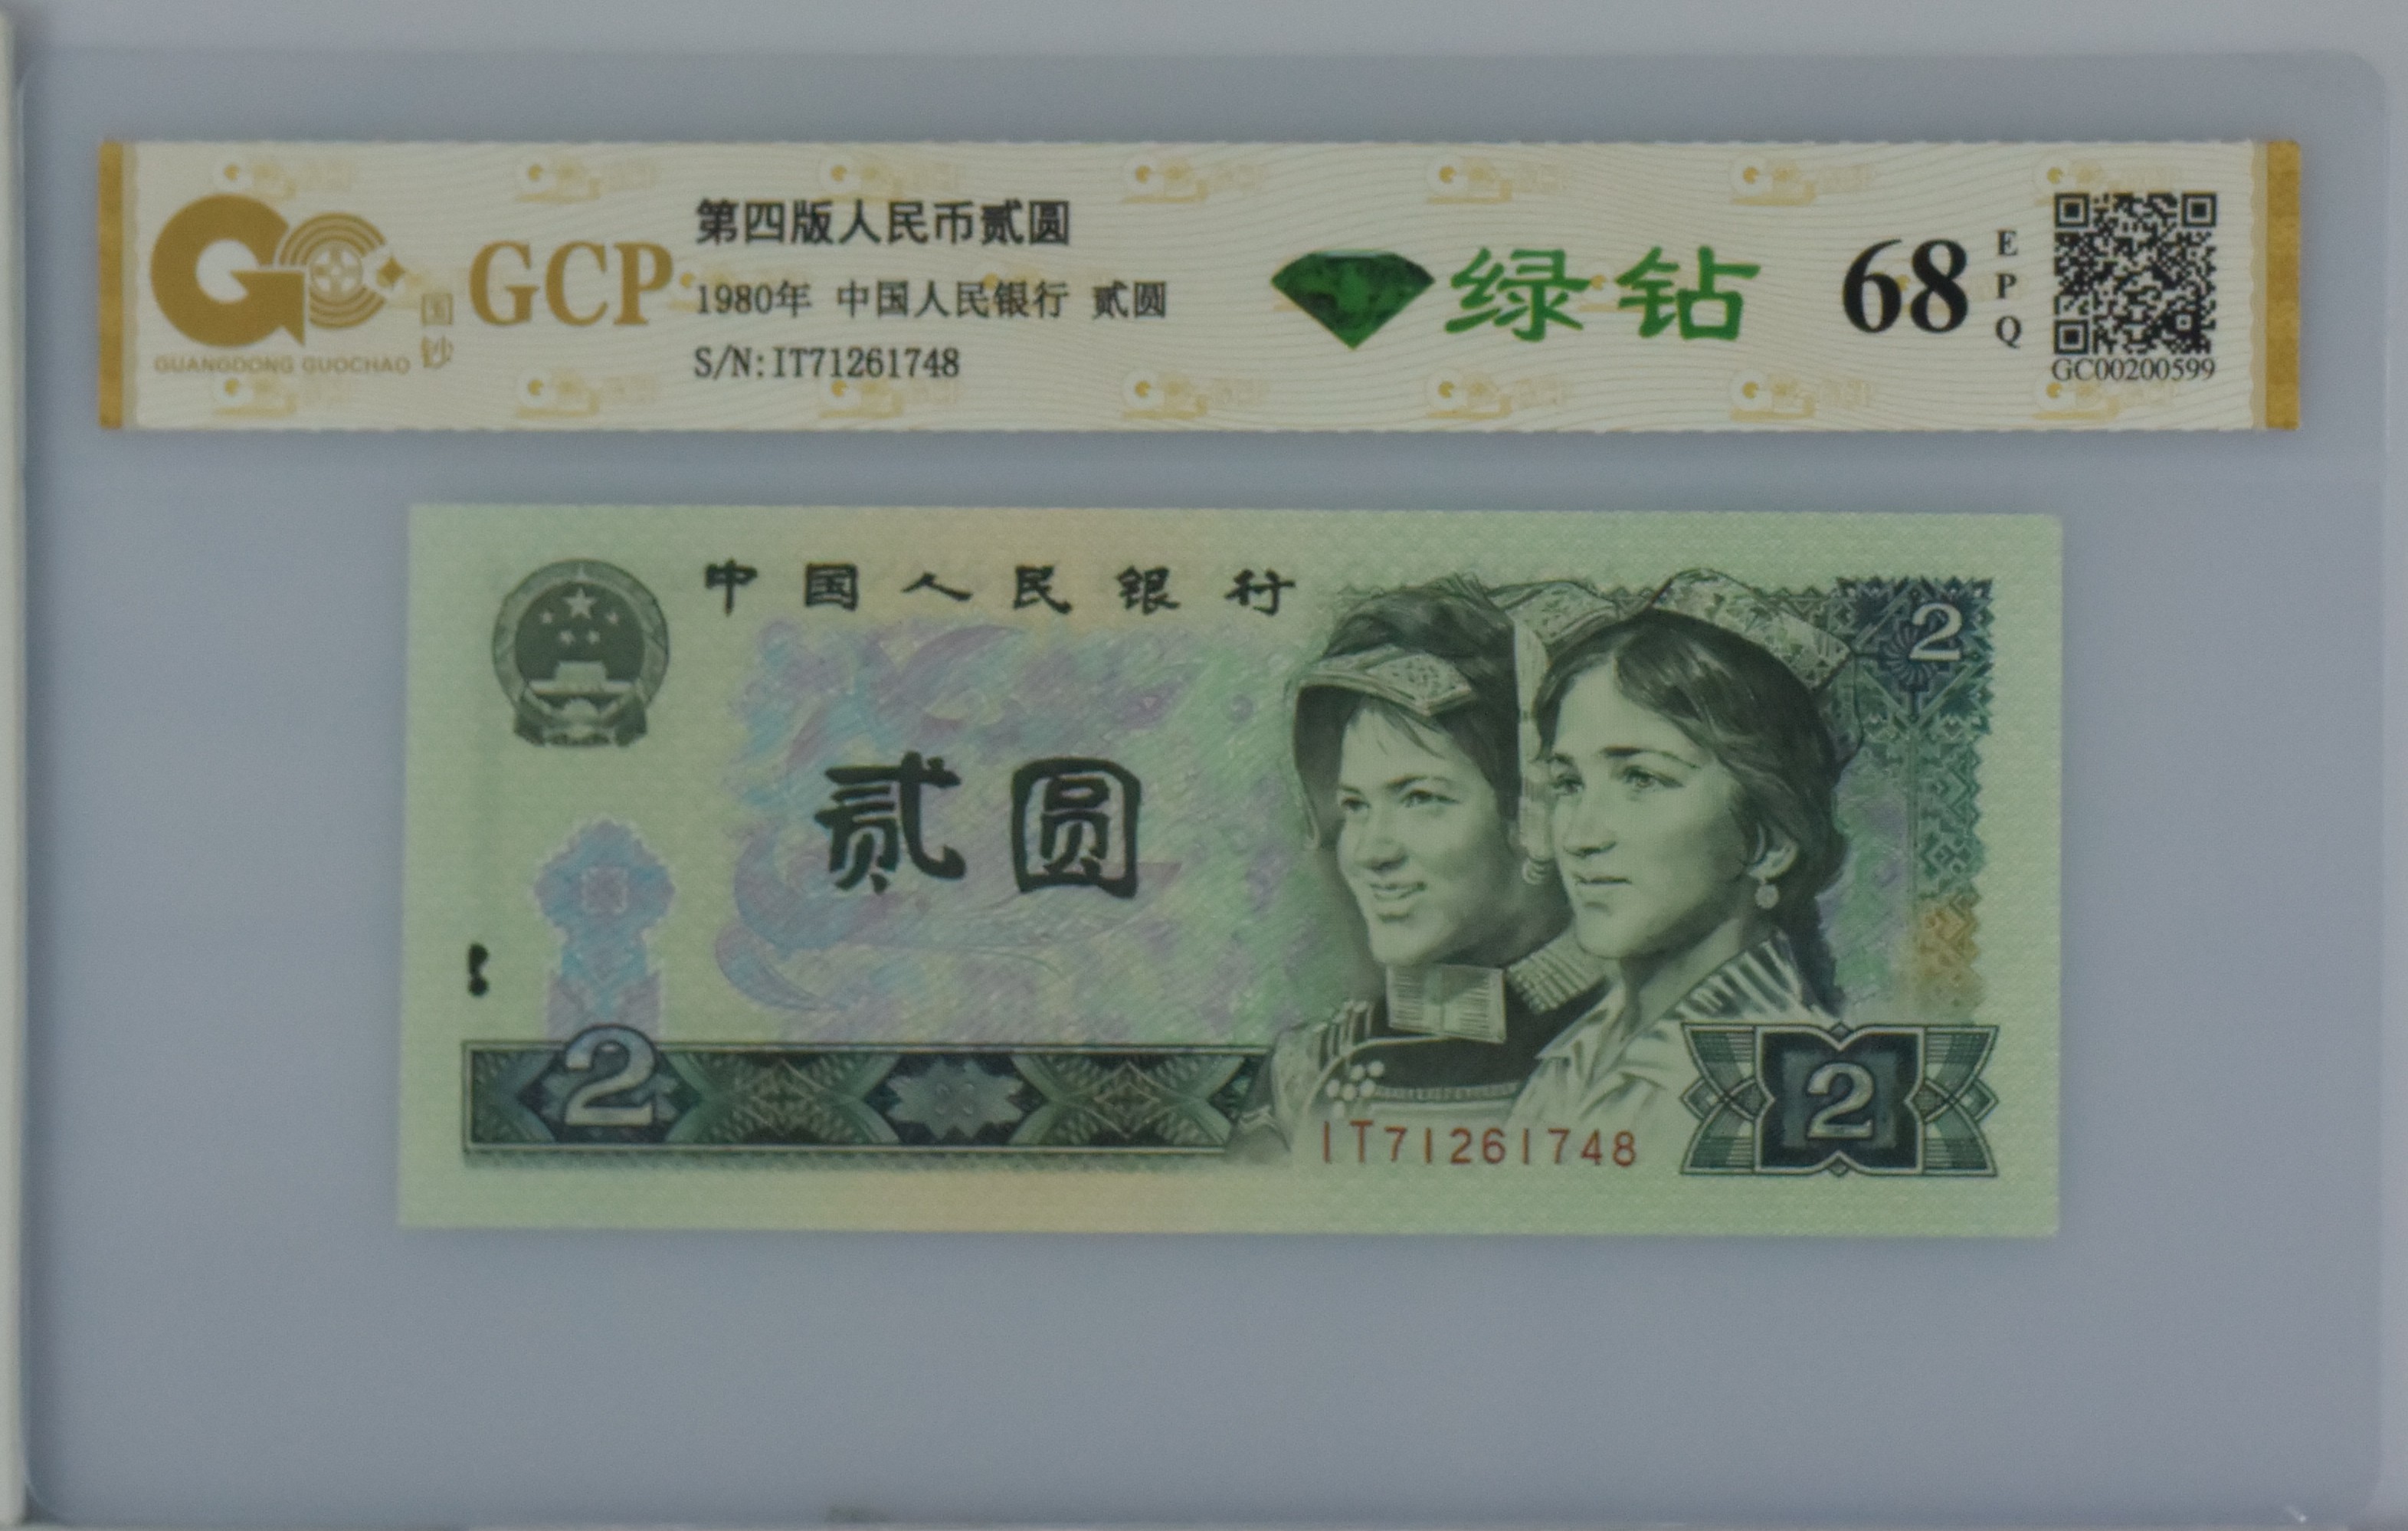 GCP
国钞
GUANGDONG GUOCHAO
第四版人民币贰圆
1980年 中国人民银行 贰圆
S/N:IT71261748
绿钻
68
EPQ
GC00200599
中国人民银行
2
贰圆
2
IT71261748
2